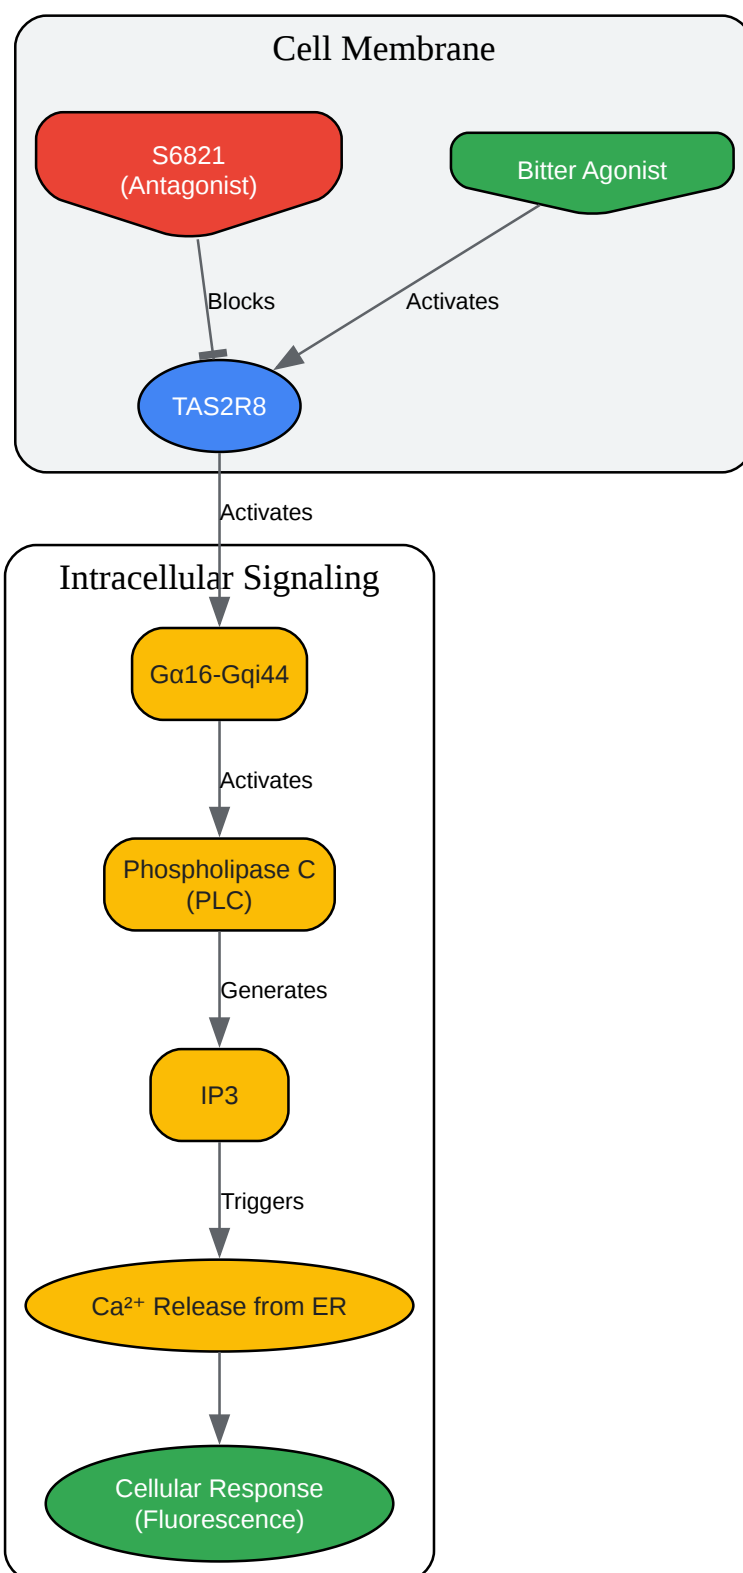 Cell Membrane
S6821
(Antagonist)
Bitter Agonist
Blocks
Activates
TAS2R8
Activates
Intracellular Signaling
Gα16-Gqi44
Activates
Phospholipase C
(PLC)
Generates
IP3
Triggers
Ca²⁺ Release from ER
Cellular Response
(Fluorescence)